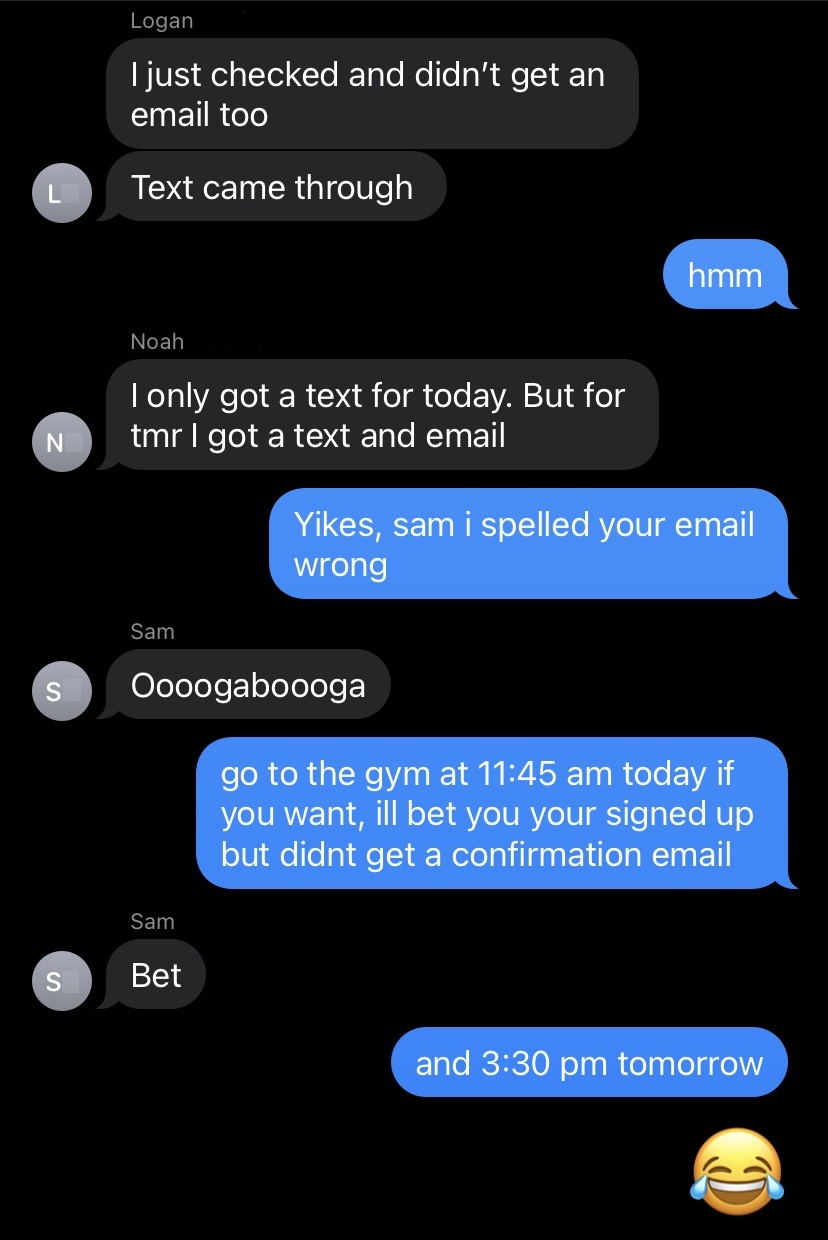 Logan
I just checked and didn’t get an
email too
L
Text came through
hmm
Noah
I only got a text for today. But for
tmr I got a text and email
N
Yikes, sam i spelled your email
wrong
Sam
S
Oooogaboooga
go to the gym at 11:45 am today if
you want, ill bet you your signed up
but didnt get a confirmation email
Sam
S
Bet
and 3:30 pm tomorrow